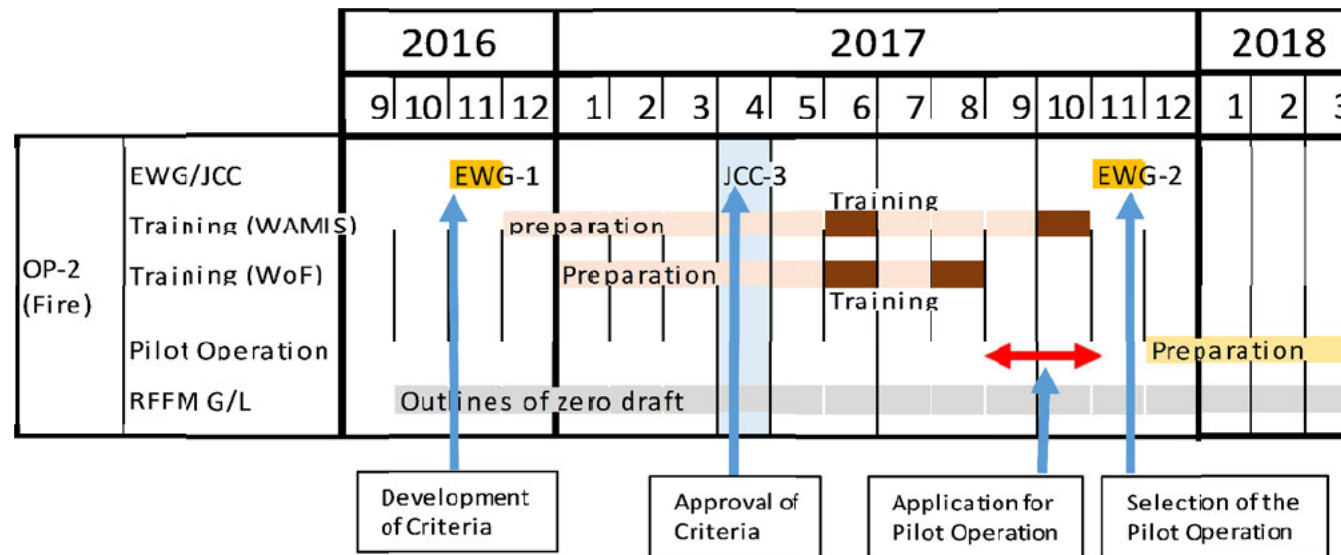 2016 2017 2018
9 10 11 12 1 2 3 4 5 6 7 8 9 10 11 12 1 2 3
EWG/JCC EWG-1 JCC-3 EWG-2
Training
Training (WAMIS) preparation
OP-2
(Fire)
Training (WoF) Preparation
Training
Pilot Operation Preparation
RFFM G/L Outlines of zero draft
Development
of Criteria
Approval of
Criteria
Application for
Pilot Operation
Selection of the
Pilot Operation